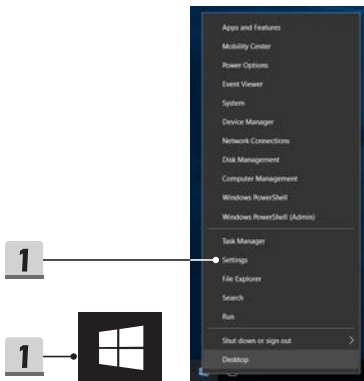 Apps and Features
Mobility Center
Power Options
Event Viewer
System
Device Manager
Network Connections
Disk Management
Computer Management
Windows PowerShell
Windows PowerShell (Admin)
Task Manager
1
Settings
File Explorer
Search
Run
Shut down or sign out
1
Desktop